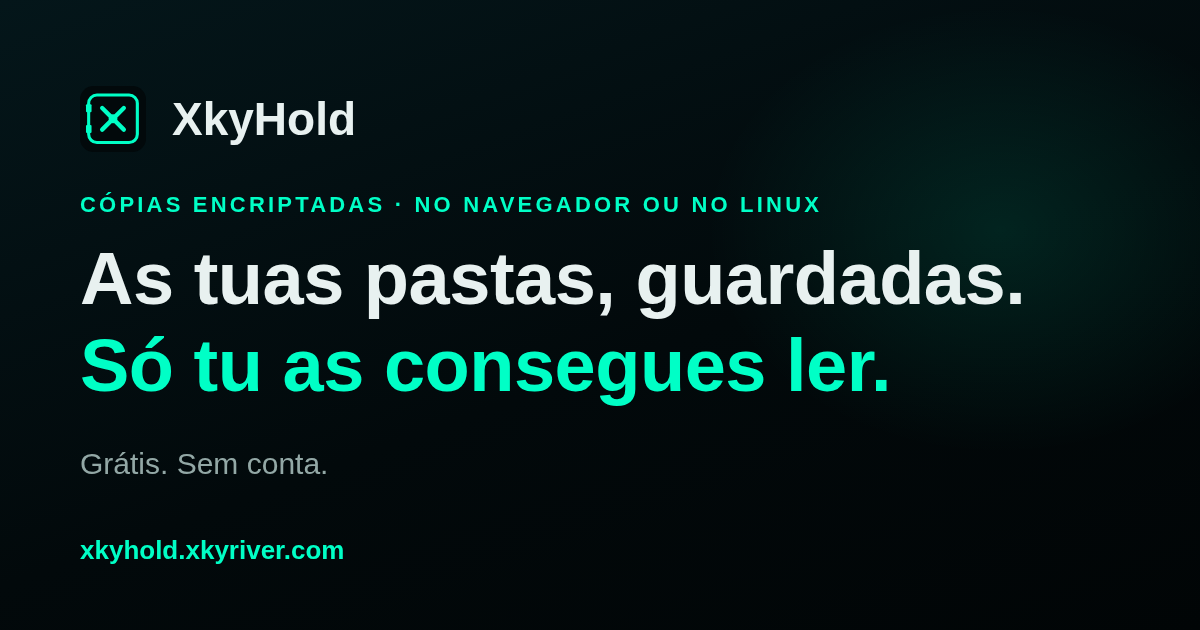 XkyHold
CÓPIAS ENCRIPTADAS · NO NAVEGADOR OU NO LINUX
As tuas pastas, guardadas.
Só tu as consegues ler.
Grátis. Sem conta.
xkyhold.xkyriver.com